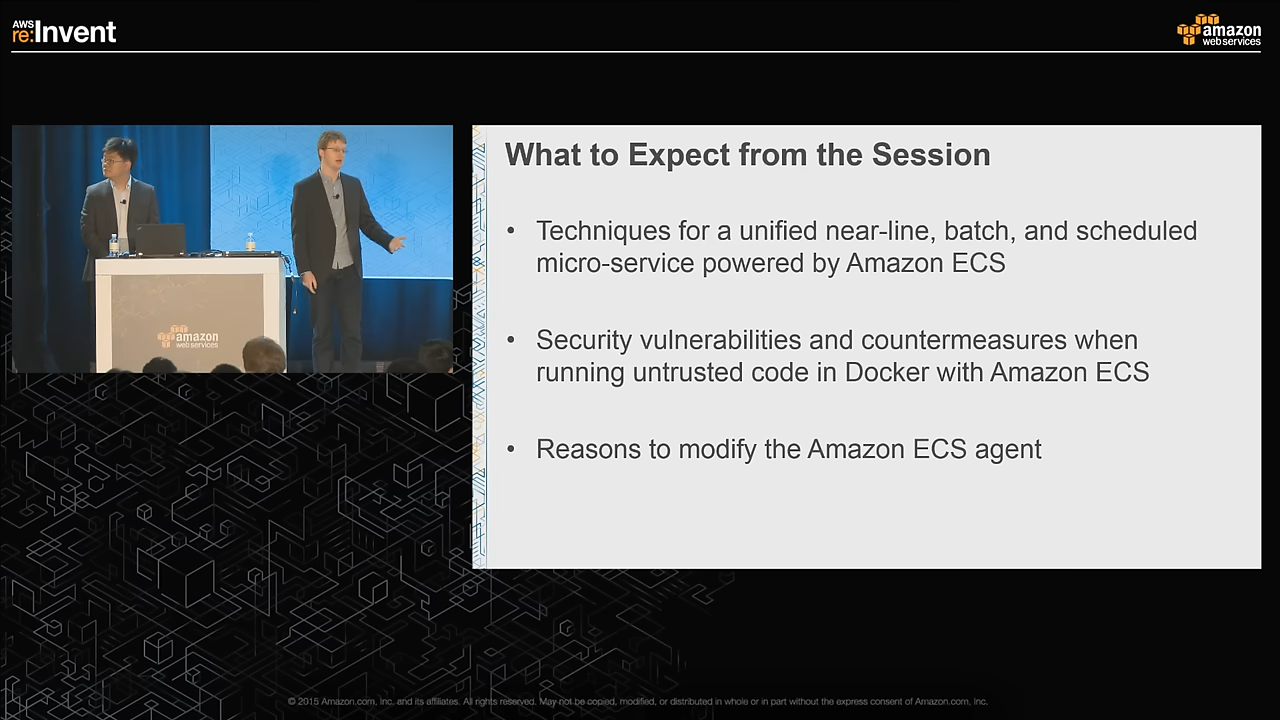 AWS
re:Invent
amazon
web services
What to Expect from the Session
• Techniques for a unified near-line, batch, and scheduled
micro-service powered by Amazon ECS
• Security vulnerabilities and countermeasures when
running untrusted code in Docker with Amazon ECS
• Reasons to modify the Amazon ECS agent
amazon
web services
© 2015 Amazon.com, Inc. and its affiliates. All rights reserved. May not be copied, modified, or distributed in whole or in part without the express consent of Amazon.com, Inc.